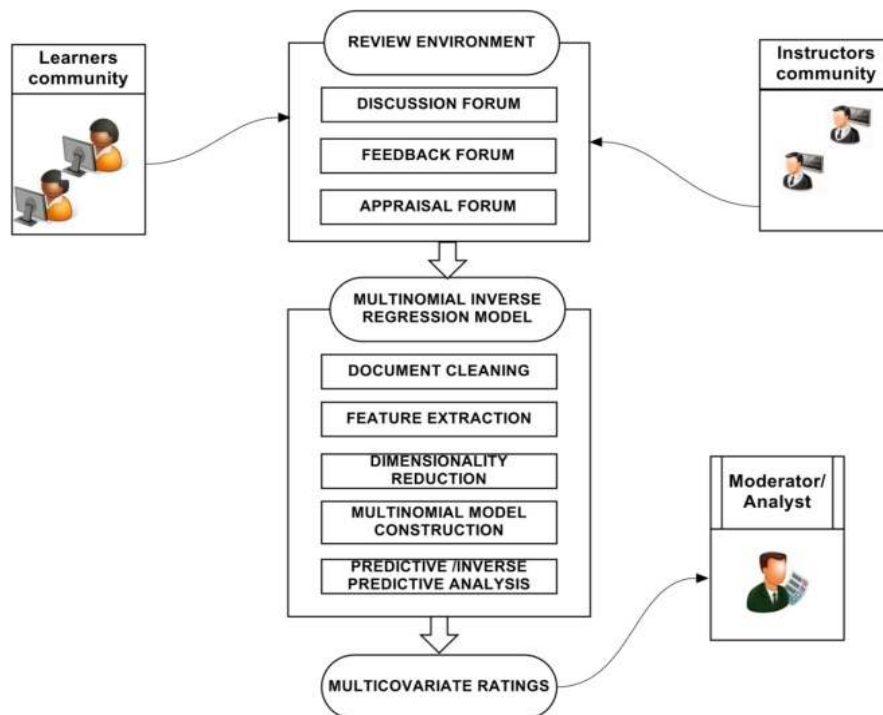 Learners
community
REVIEW ENVIRONMENT
DISCUSSION FORUM
FEEDBACK FORUM
APPRAISAL FORUM
Instructors
community
MULTINOMIAL INVERSE
REGRESSION MODEL
DOCUMENT CLEANING
FEATURE EXTRACTION
DIMENSIONALITY
REDUCTION
MULTINOMIAL MODEL
CONSTRUCTION
PREDICTIVE /INVERSE
PREDICTIVE ANALYSIS
MULTICOVARIATE RATINGS
Moderator/
Analyst